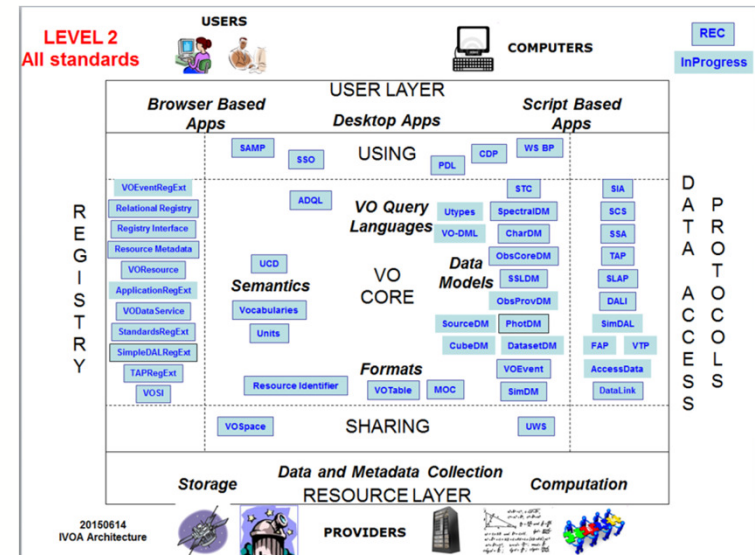 LEVEL 2
All standards
USERS
COMPUTERS
REC
InProgress
USER LAYER
Browser Based
Apps
Desktop Apps
Script Based
Apps
USING
SAMP
SSO
PDL
CDP
WS BP
REGISTRY
VOEventRegExt
Relational Registry
Registry Interface
Resource Metadata
VOResource
ApplicationRegExt
VODataService
StandardsRegExt
SimpleDALRegExt
TAPRegExt
VOSI
ADQL
VO Query
Languages
UCD
Semantics
Vocabularies
Units
VO
CORE
Data
Models
Formats
Resource Identifier
VOTable
MOC
Utypes
VO-DML
STC
SpectralDM
CharDM
ObsCoreDM
SSLDM
ObsProvDM
SourceDM
PhotDM
CubeDM
DatasetDM
VOEvent
SimDM
SIA
SCS
SSA
TAP
SLAP
DALI
SimDAL
FAP
VTP
AccessData
DataLink
DATA ACCESS
PROTOCOLS
VOSpace
SHARING
UWS
Storage
Data and Metadata Collection
Computation
RESOURCE LAYER
20150614
IVOA Architecture
PROVIDERS